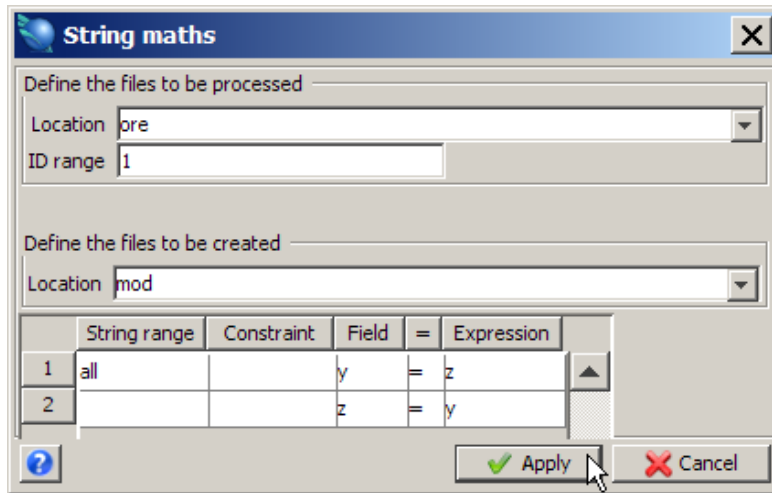 String maths
Define the files to be processed
Location ore
ID range 1
Define the files to be created
Location mod
String range Constraint Field = Expression
1 all y = z
2 z = y
? Apply Cancel